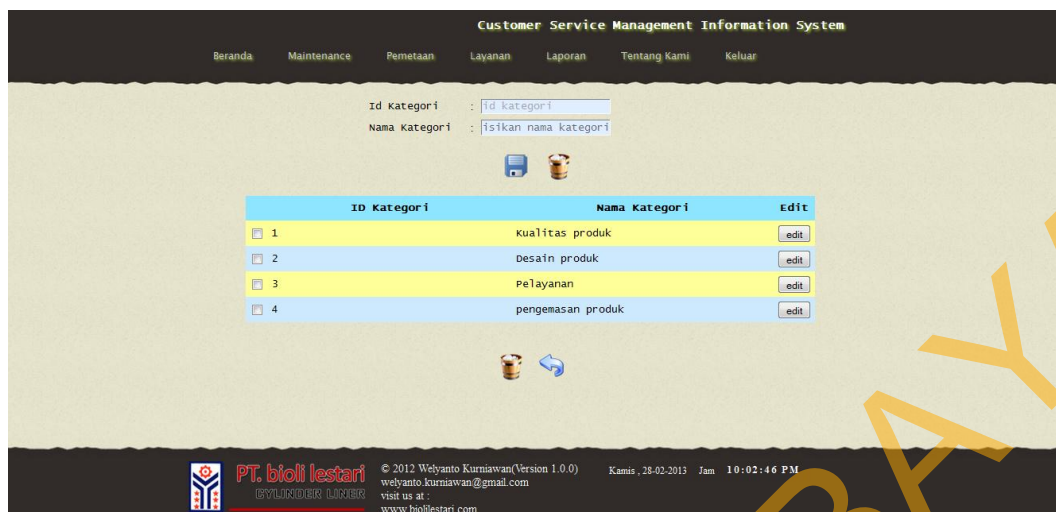 Customer Service Management Information System
Beranda Maintenance Pemetaan Layanan Laporan Tentang Kami Keluar
Id Kategori : id kategori
Nama Kategori : isikan nama kategori
ID Kategori Nama Kategori Edit
1 Kualitas produk edit
2 Desain produk edit
3 Pelayanan edit
4 pengemasan produk edit
PT. bioli lestari
CYLINDER LINER
© 2012 Welyanto Kurniawan(Version 1.0.0)
welyanto.kurniawan@gmail.com
visit us at :
www.biolilestari.com
Kamis , 28-02-2013 Jam 10:02:46 PM